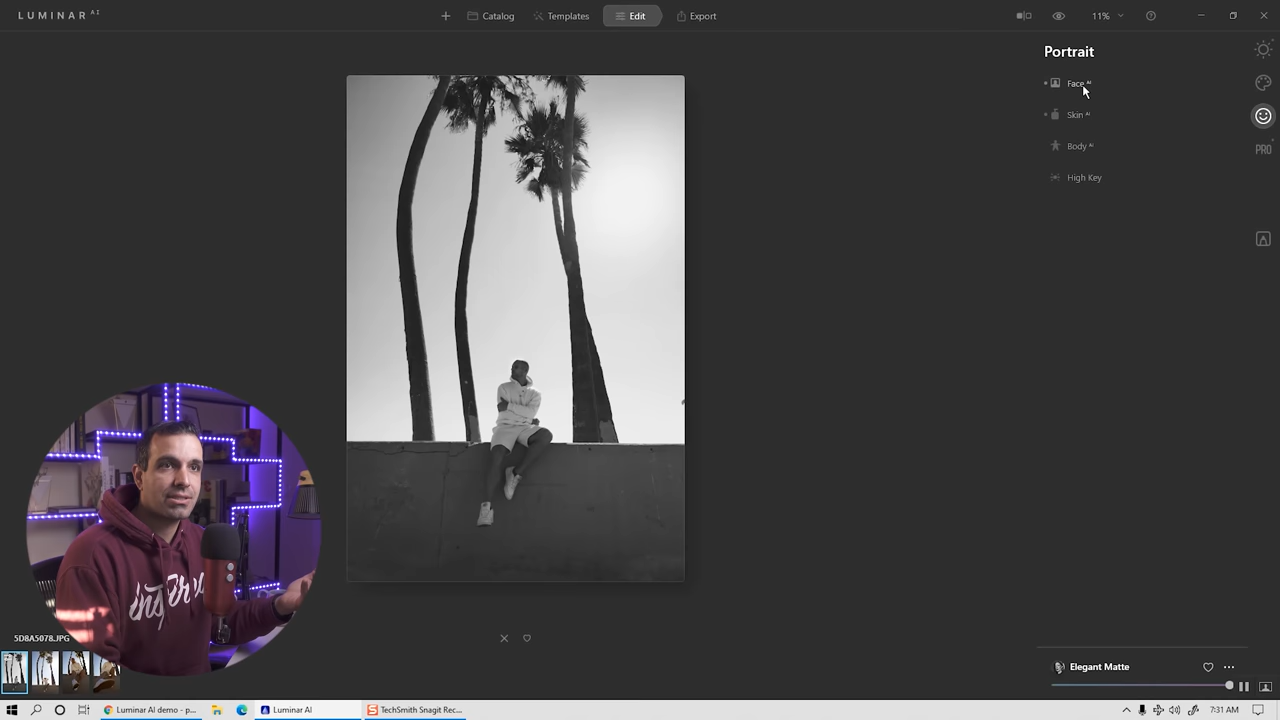 LUMINAR AI
Catalog
Templates
Edit
Export
11%
Portrait
Face AI
Skin AI
Body AI
High Key
PRO
5D8A5078.JPG
Elegant Matte
Luminar AI demo - p...
Luminar AI
TechSmith Snagit Rec...
7:31 AM